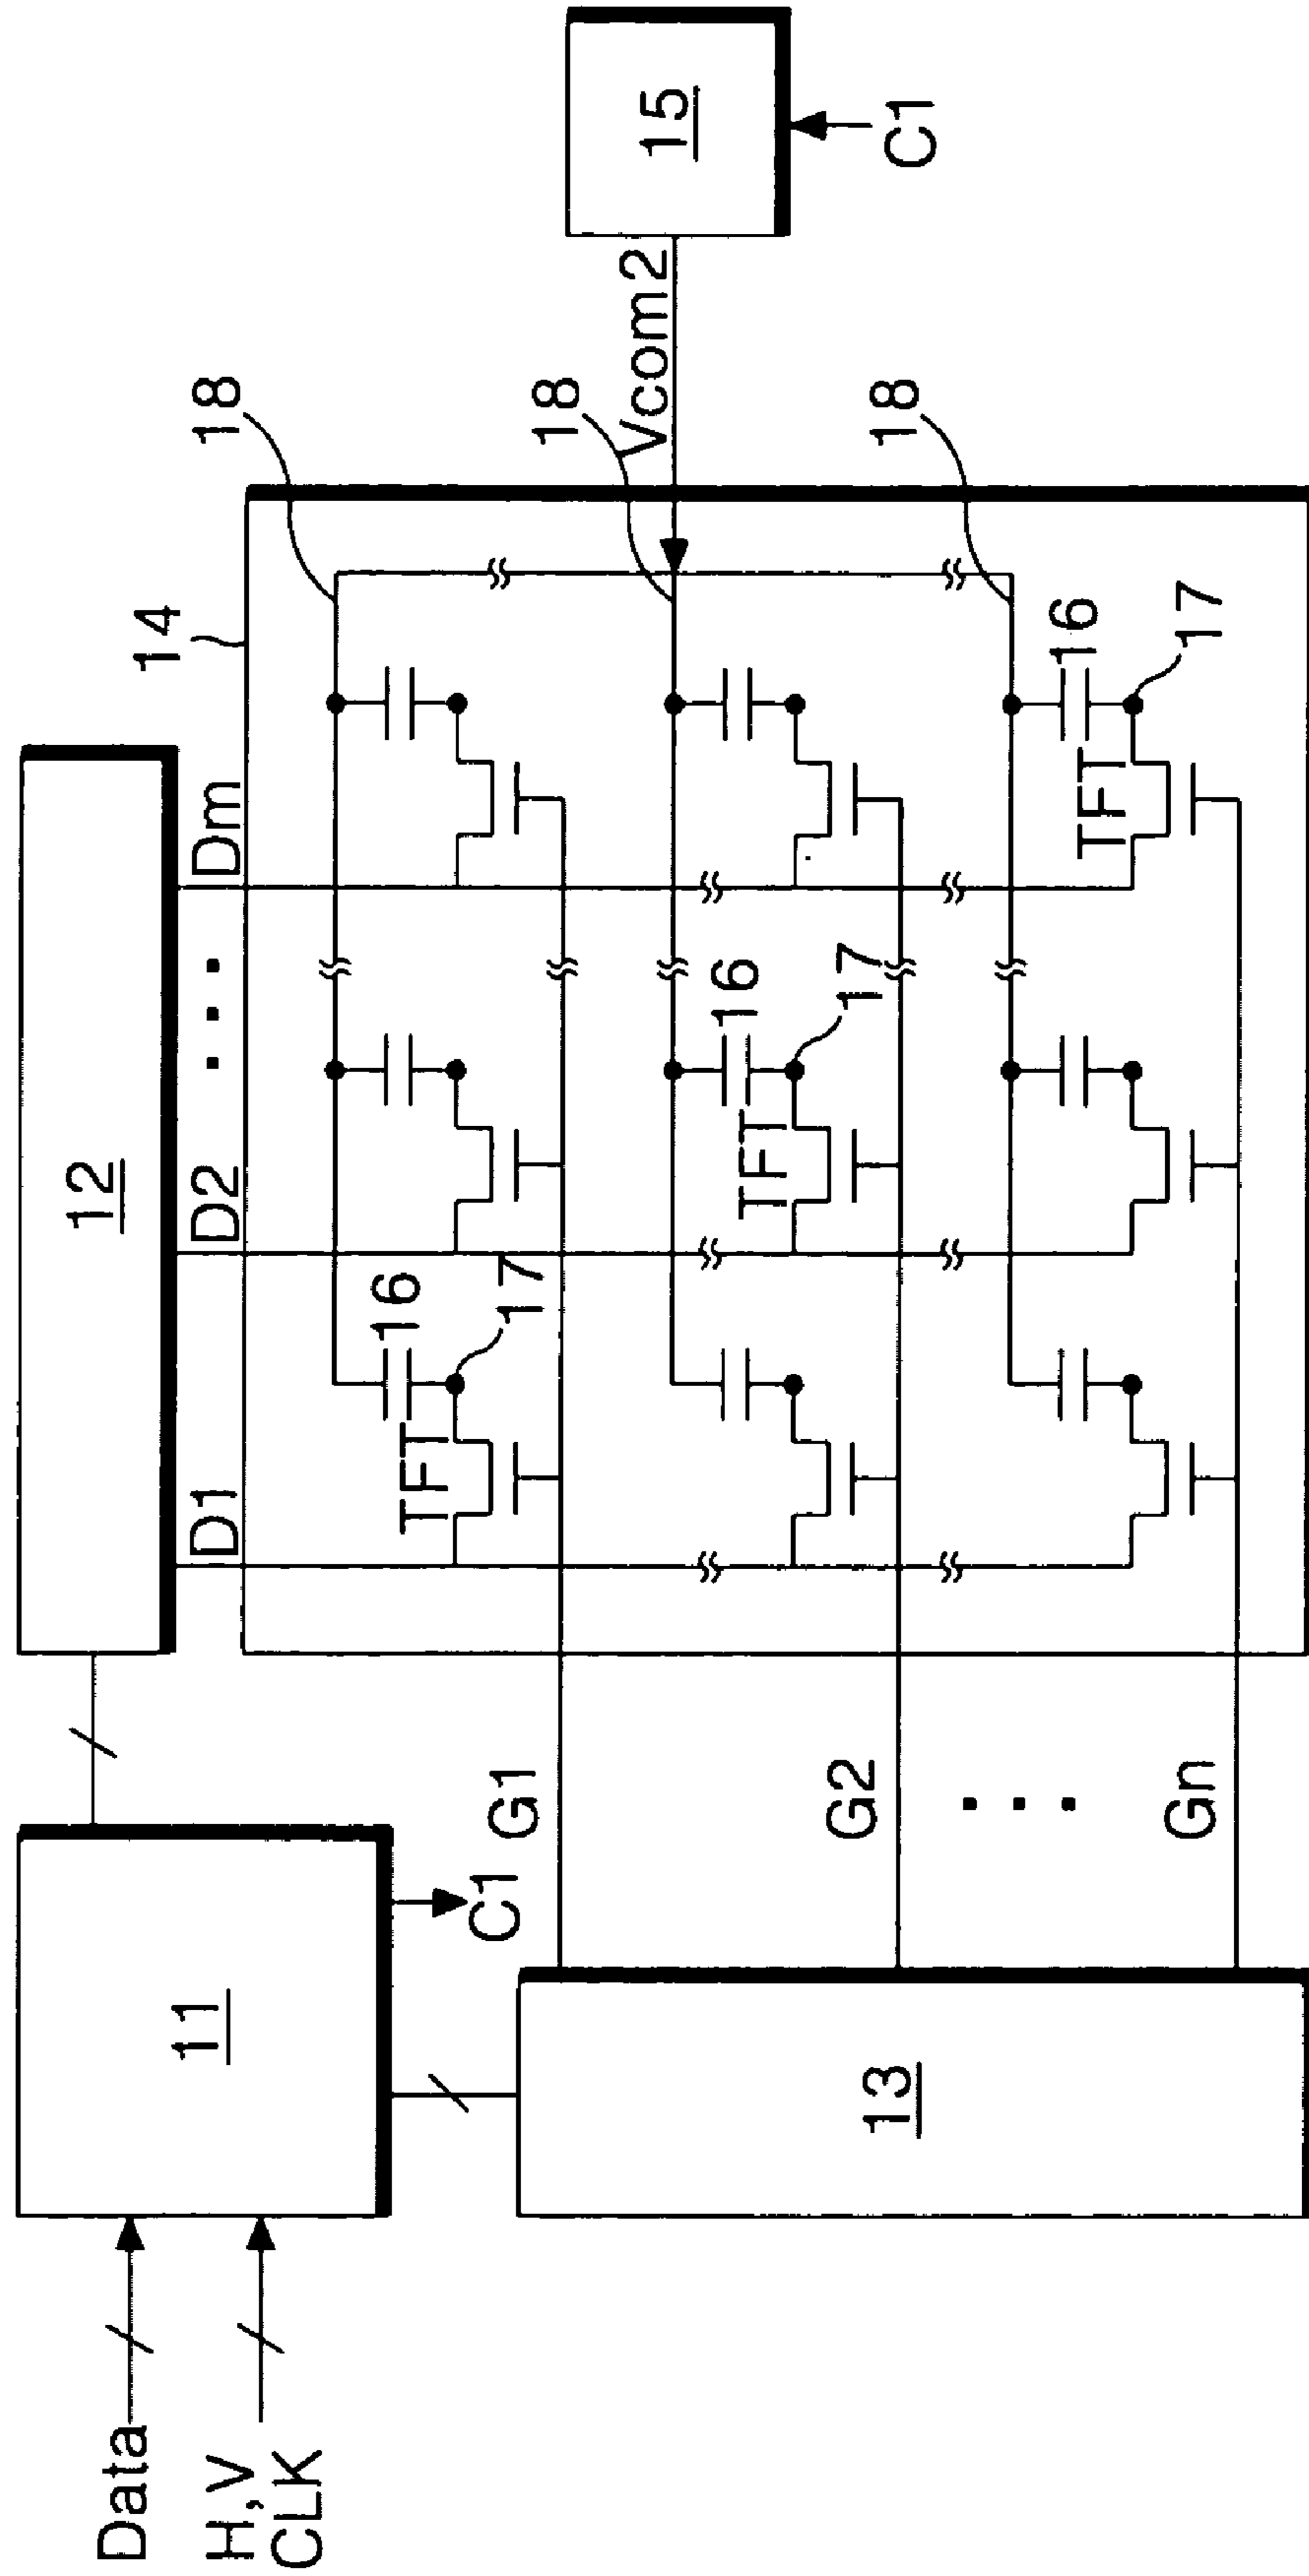 12
11
Data
H,V
CLK
C1
13
D1
D2
. . .
Dm
14
G1
G2
. . .
Gn
18
18
18
16
TFT
17
16
TFT
17
16
TFT
17
Vcom2
15
C1